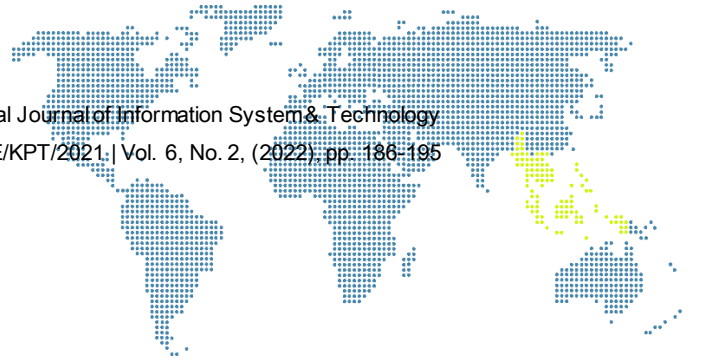 al Journal of Information System & Technology
E/KPT/2021 | Vol. 6, No. 2, (2022), pp. 186-195